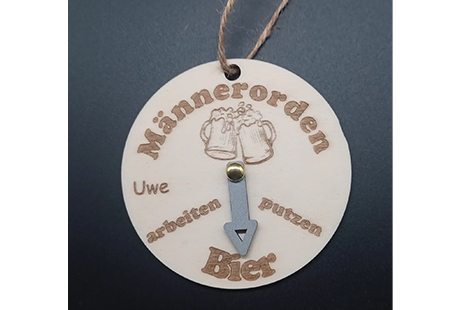 Männerorden
Uwe
arbeiten
putzen
Bier